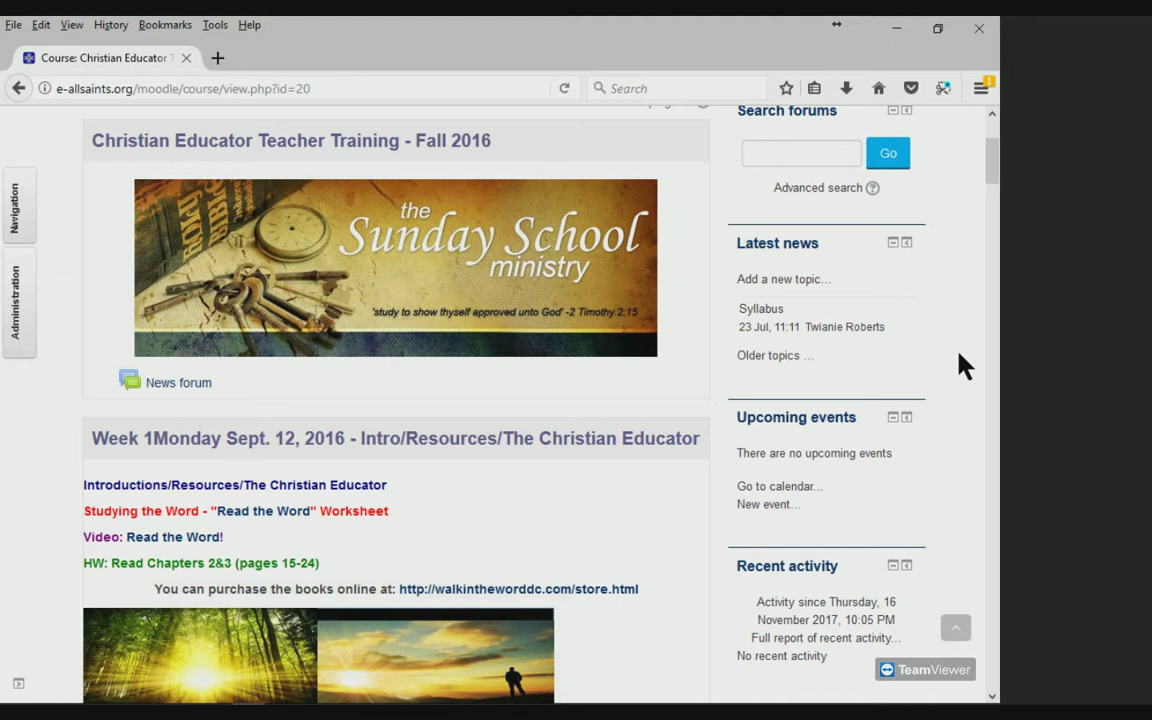 File Edit View History Bookmarks Tools Help
Course: Christian Educator T
e-allsaints.org/moodle/course/view.php?id=20
Search
Navigation
Administration
Christian Educator Teacher Training - Fall 2016
HOLY BIBLE
the
Sunday School
ministry
'study to show thyself approved unto God' -2 Timothy 2:15
News forum
Week 1Monday Sept. 12, 2016 - Intro/Resources/The Christian Educator
Introductions/Resources/The Christian Educator
Studying the Word - "Read the Word" Worksheet
Video: Read the Word!
HW: Read Chapters 2&3 (pages 15-24)
You can purchase the books online at: http://walkintheworddc.com/store.html
Search forums
Go
Advanced search
Latest news
Add a new topic...
Syllabus
23 Jul, 11:11 Twianie Roberts
Older topics ...
Upcoming events
There are no upcoming events
Go to calendar...
New event...
Recent activity
Activity since Thursday, 16
November 2017, 10:05 PM
Full report of recent activity...
No recent activity
TeamViewer